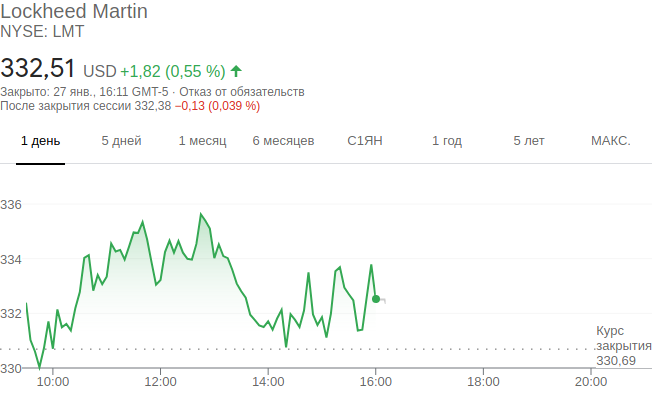 Lockheed Martin
NYSE: LMT
332,51 USD +1,82 (0,55 %)
Закрыто: 27 янв., 16:11 GMT-5 · Отказ от обязательств
После закрытия сессии 332,38 −0,13 (0,039 %)
1 день 5 дней 1 месяц 6 месяцев С1ЯН 1 год 5 лет МАКС.
336
334
332
Курс
закрытия
330,69
330
10:00 12:00 14:00 16:00 18:00 20:00